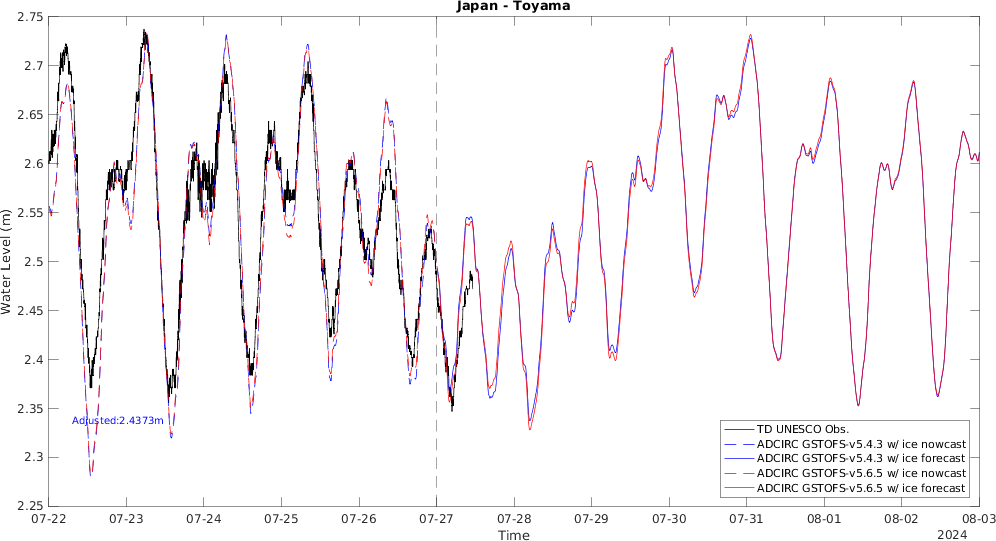 Japan - Toyama
2.75
2.7
2.65
2.6
2.55
2.5
2.45
2.4
2.35
2.3
2.25
Water Level (m)
Adjusted:2.4373m
TD UNESCO Obs.
ADCIRC GSTOFS-v5.4.3 w/ ice nowcast
ADCIRC GSTOFS-v5.4.3 w/ ice forecast
ADCIRC GSTOFS-v5.6.5 w/ ice nowcast
ADCIRC GSTOFS-v5.6.5 w/ ice forecast
07-22 07-23 07-24 07-25 07-26 07-27 07-28 07-29 07-30 07-31 08-01 08-02 08-03
Time
2024